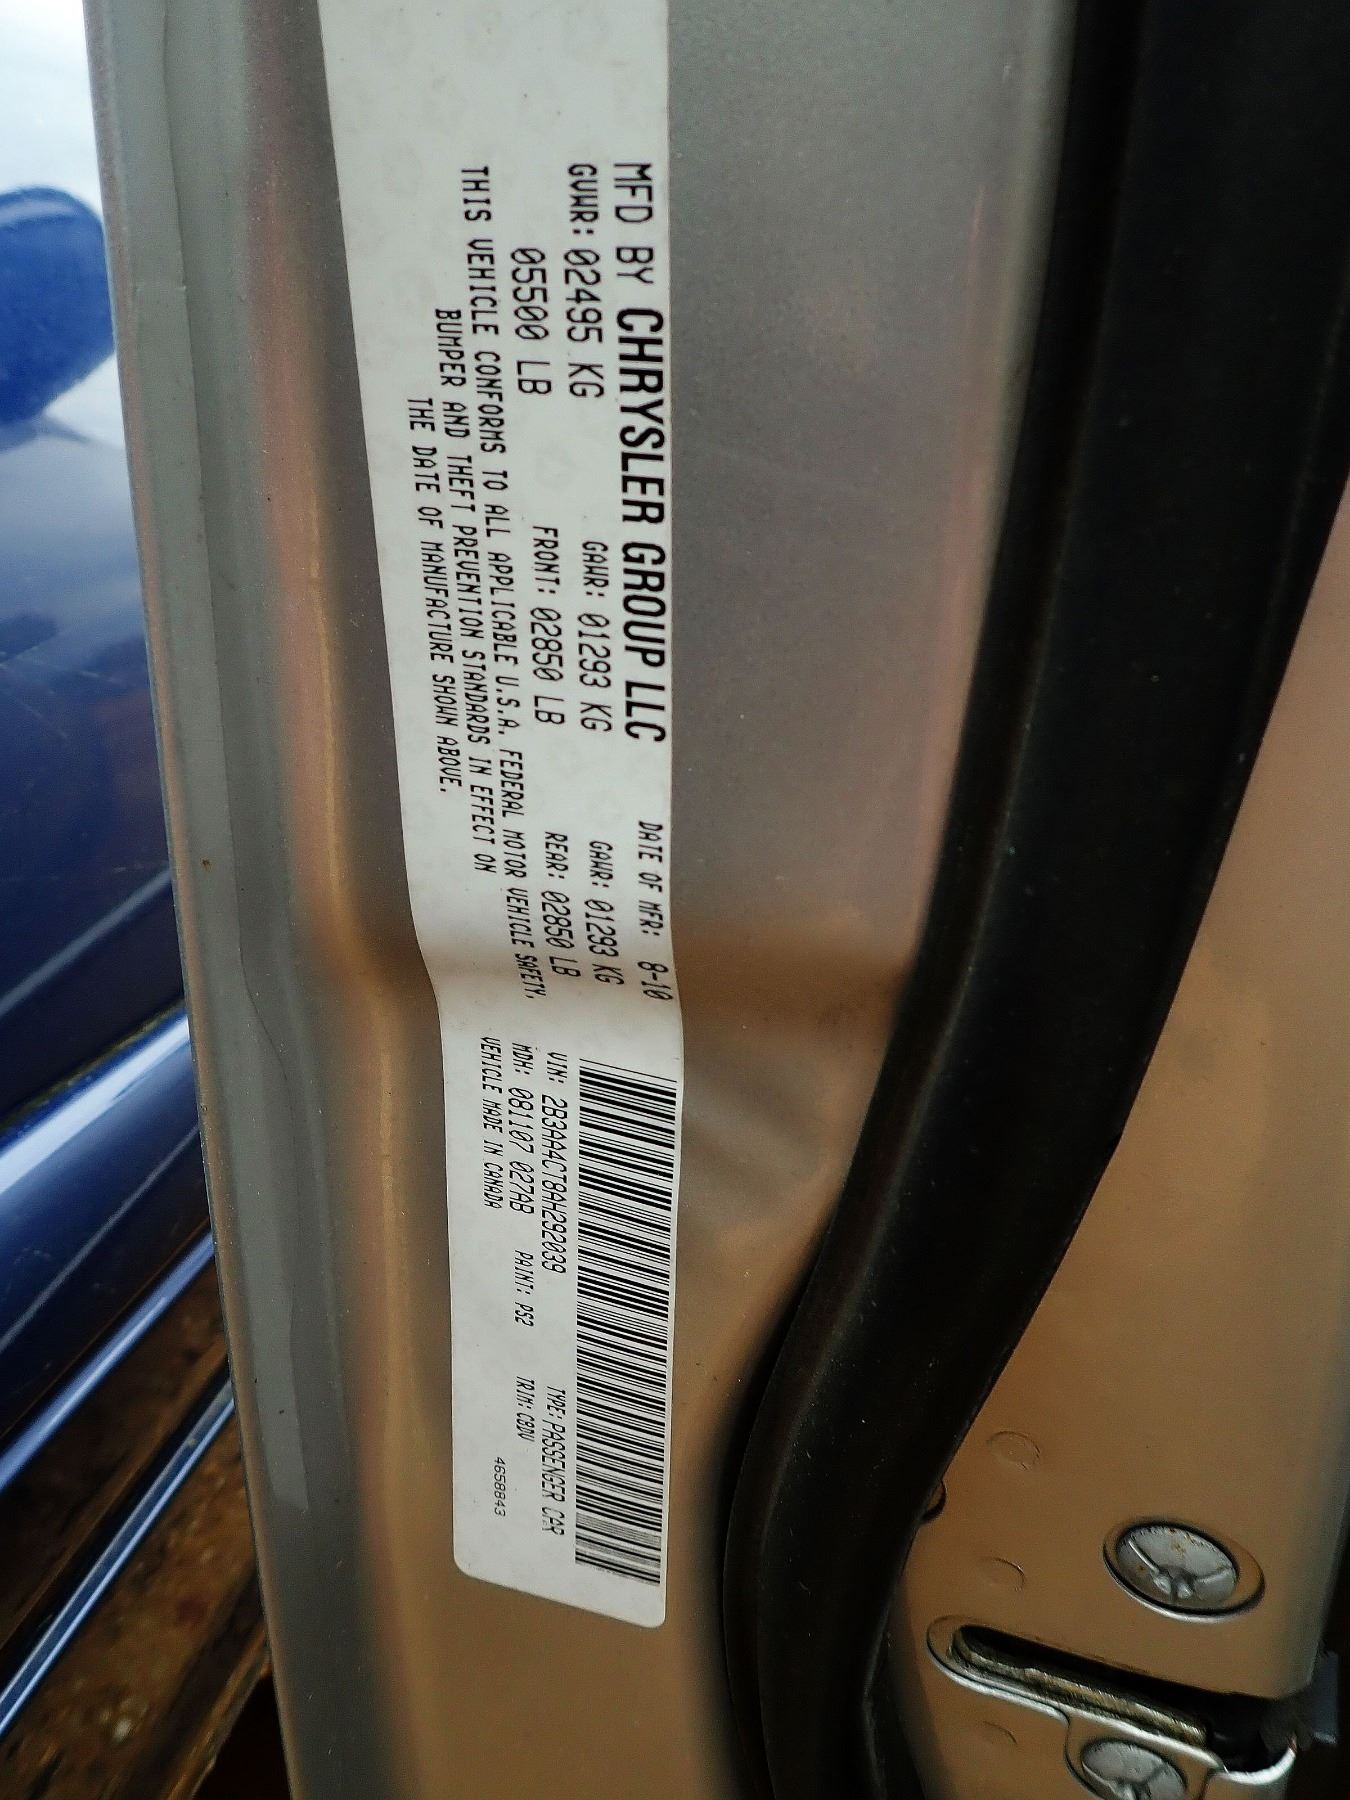 MFD BY CHRYSLER GROUP LLC DATE OF MFR: 8-10
GVWR: 02495 KG GAWR: 01293 KG GAWR: 01293 KG
05500 LB FRONT: 02850 LB REAR: 02850 LB
THIS VEHICLE CONFORMS TO ALL APPLICABLE U.S.A. FEDERAL MOTOR VEHICLE SAFETY,
BUMPER AND THEFT PREVENTION STANDARDS IN EFFECT ON
THE DATE OF MANUFACTURE SHOWN ABOVE.
VIN: 2B3AA4CT8AH292039 TYPE: PASSENGER CAR
MDH: 081107 027AB PAINT: PS2 TRIM: CBDV
VEHICLE MADE IN CANADA 4658843